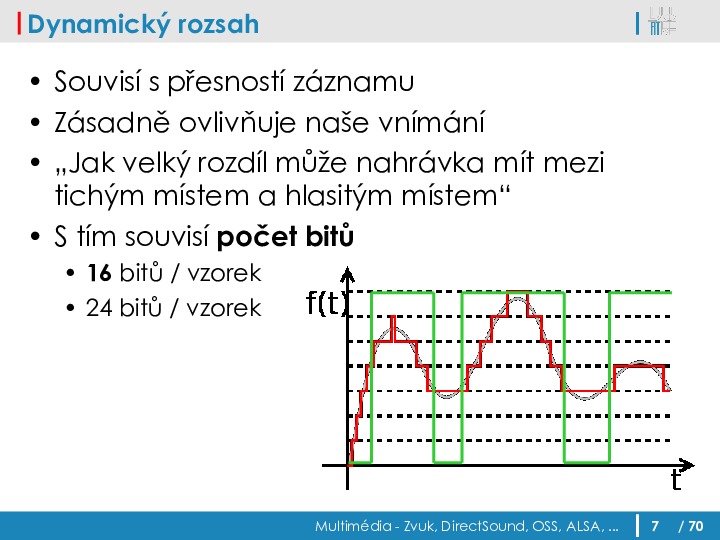 Dynamický rozsah
• Souvisí s přesností záznamu
• Zásadně ovlivňuje naše vnímání
• „Jak velký rozdíl může nahrávka mít mezi
tichým místem a hlasitým místem“
• S tím souvisí počet bitů
• 16 bitů / vzorek
• 24 bitů / vzorek
f(t)
t
Multimédia - Zvuk, DirectSound, OSS, ALSA, ...
7 / 70